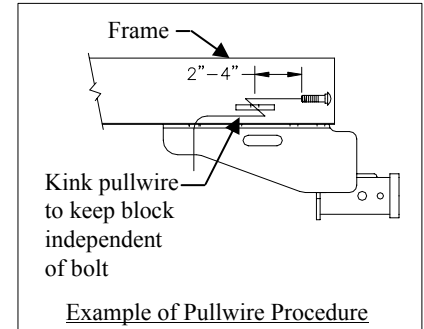 Frame
2”-4”
Kink pullwire
to keep block
independent
of bolt
Example of Pullwire Procedure